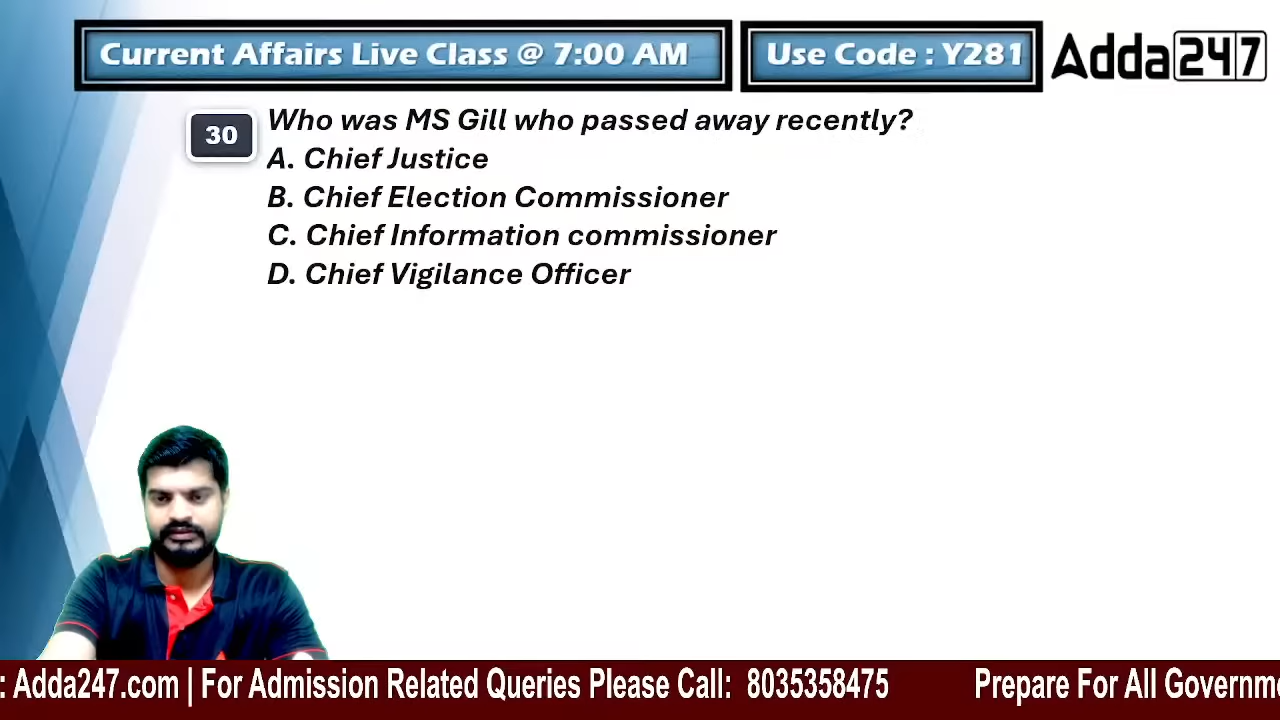 Current Affairs Live Class @ 7:00 AM
Use Code : Y281
Adda247
30
Who was MS Gill who passed away recently?
A. Chief Justice
B. Chief Election Commissioner
C. Chief Information commissioner
D. Chief Vigilance Officer
: Adda247.com | For Admission Related Queries Please Call: 8035358475
Prepare For All Governme